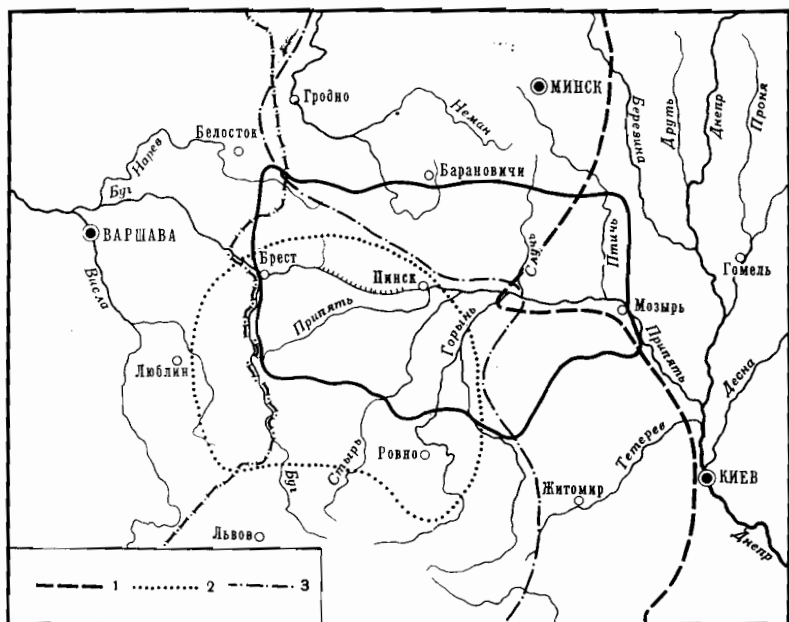 МИНСК
Гродно
Неман
Березина
Друть
Днепр
Проня
Белосток
Нарев
Барановичи
Буг
ВАРШАВА
Висла
Брест
Пинск
Случь
Птичь
Гомель
Припять
Горынь
Мозырь
Припять
Люблин
Десна
Стырь
Ровно
Тетерев
КИЕВ
Буг
Житомир
Львов
Днепр
1 2 3